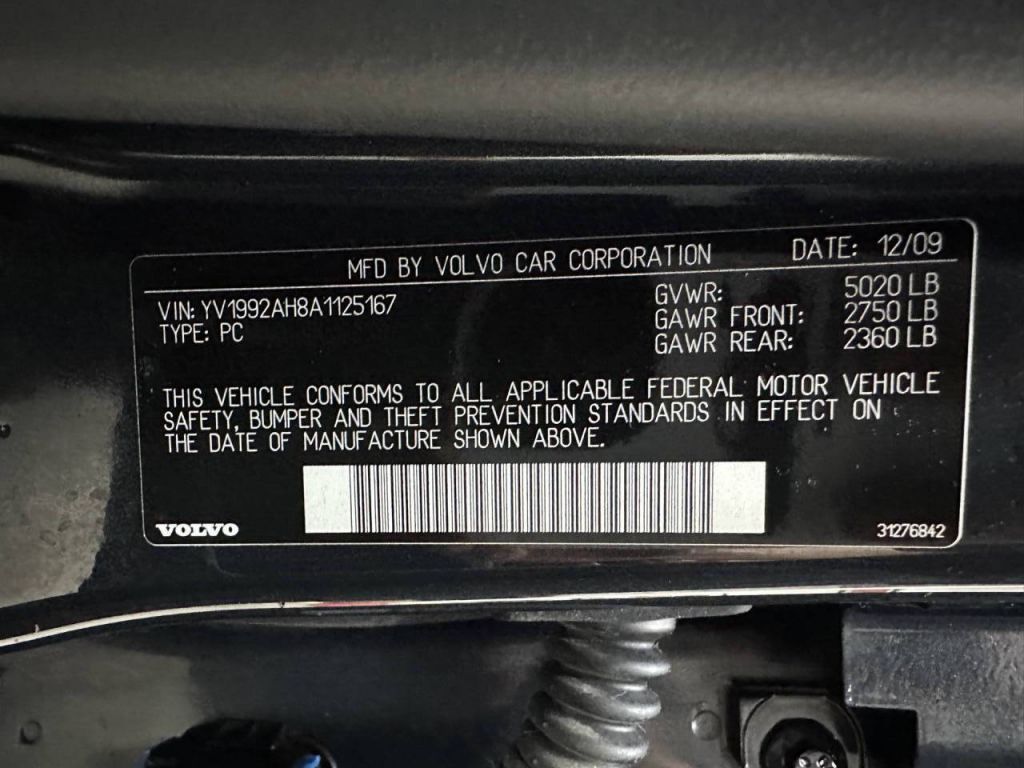 MFD BY VOLVO CAR CORPORATION DATE: 12/09
VIN: YV1992AH8A1125167
TYPE: PC
GVWR: 5020 LB
GAWR FRONT: 2750 LB
GAWR REAR: 2360 LB
THIS VEHICLE CONFORMS TO ALL APPLICABLE FEDERAL MOTOR VEHICLE
SAFETY, BUMPER AND THEFT PREVENTION STANDARDS IN EFFECT ON
THE DATE OF MANUFACTURE SHOWN ABOVE.
VOLVO
31276842